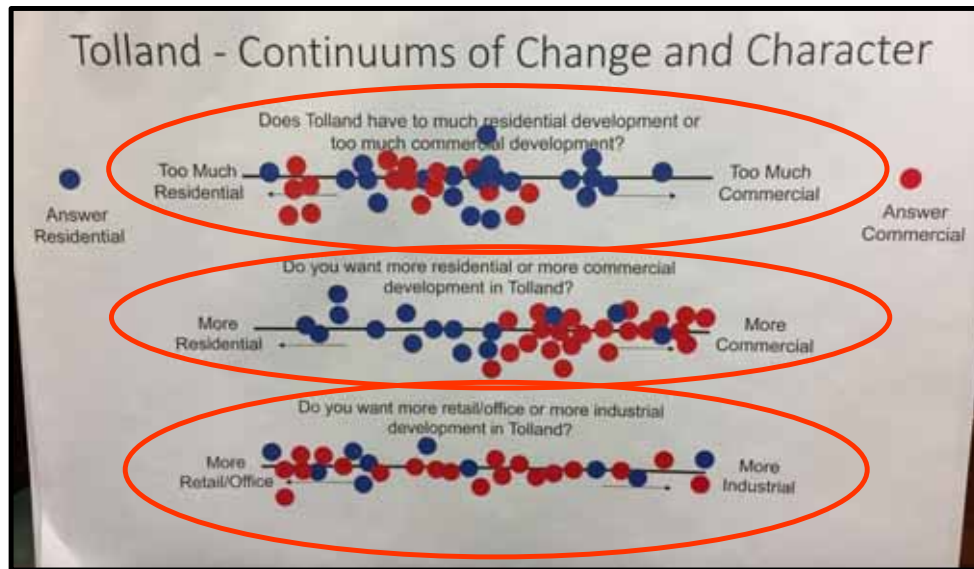 Tolland - Continuums of Change and Character
Does Tolland have to much residential development or
too much commercial development?
Too Much
Residential
Too Much
Commercial
Answer
Residential
Answer
Commercial
Do you want more residential or more commercial
development in Tolland?
More
Residential
More
Commercial
Do you want more retail/office or more industrial
development in Tolland?
More
Retail/Office
More
Industrial